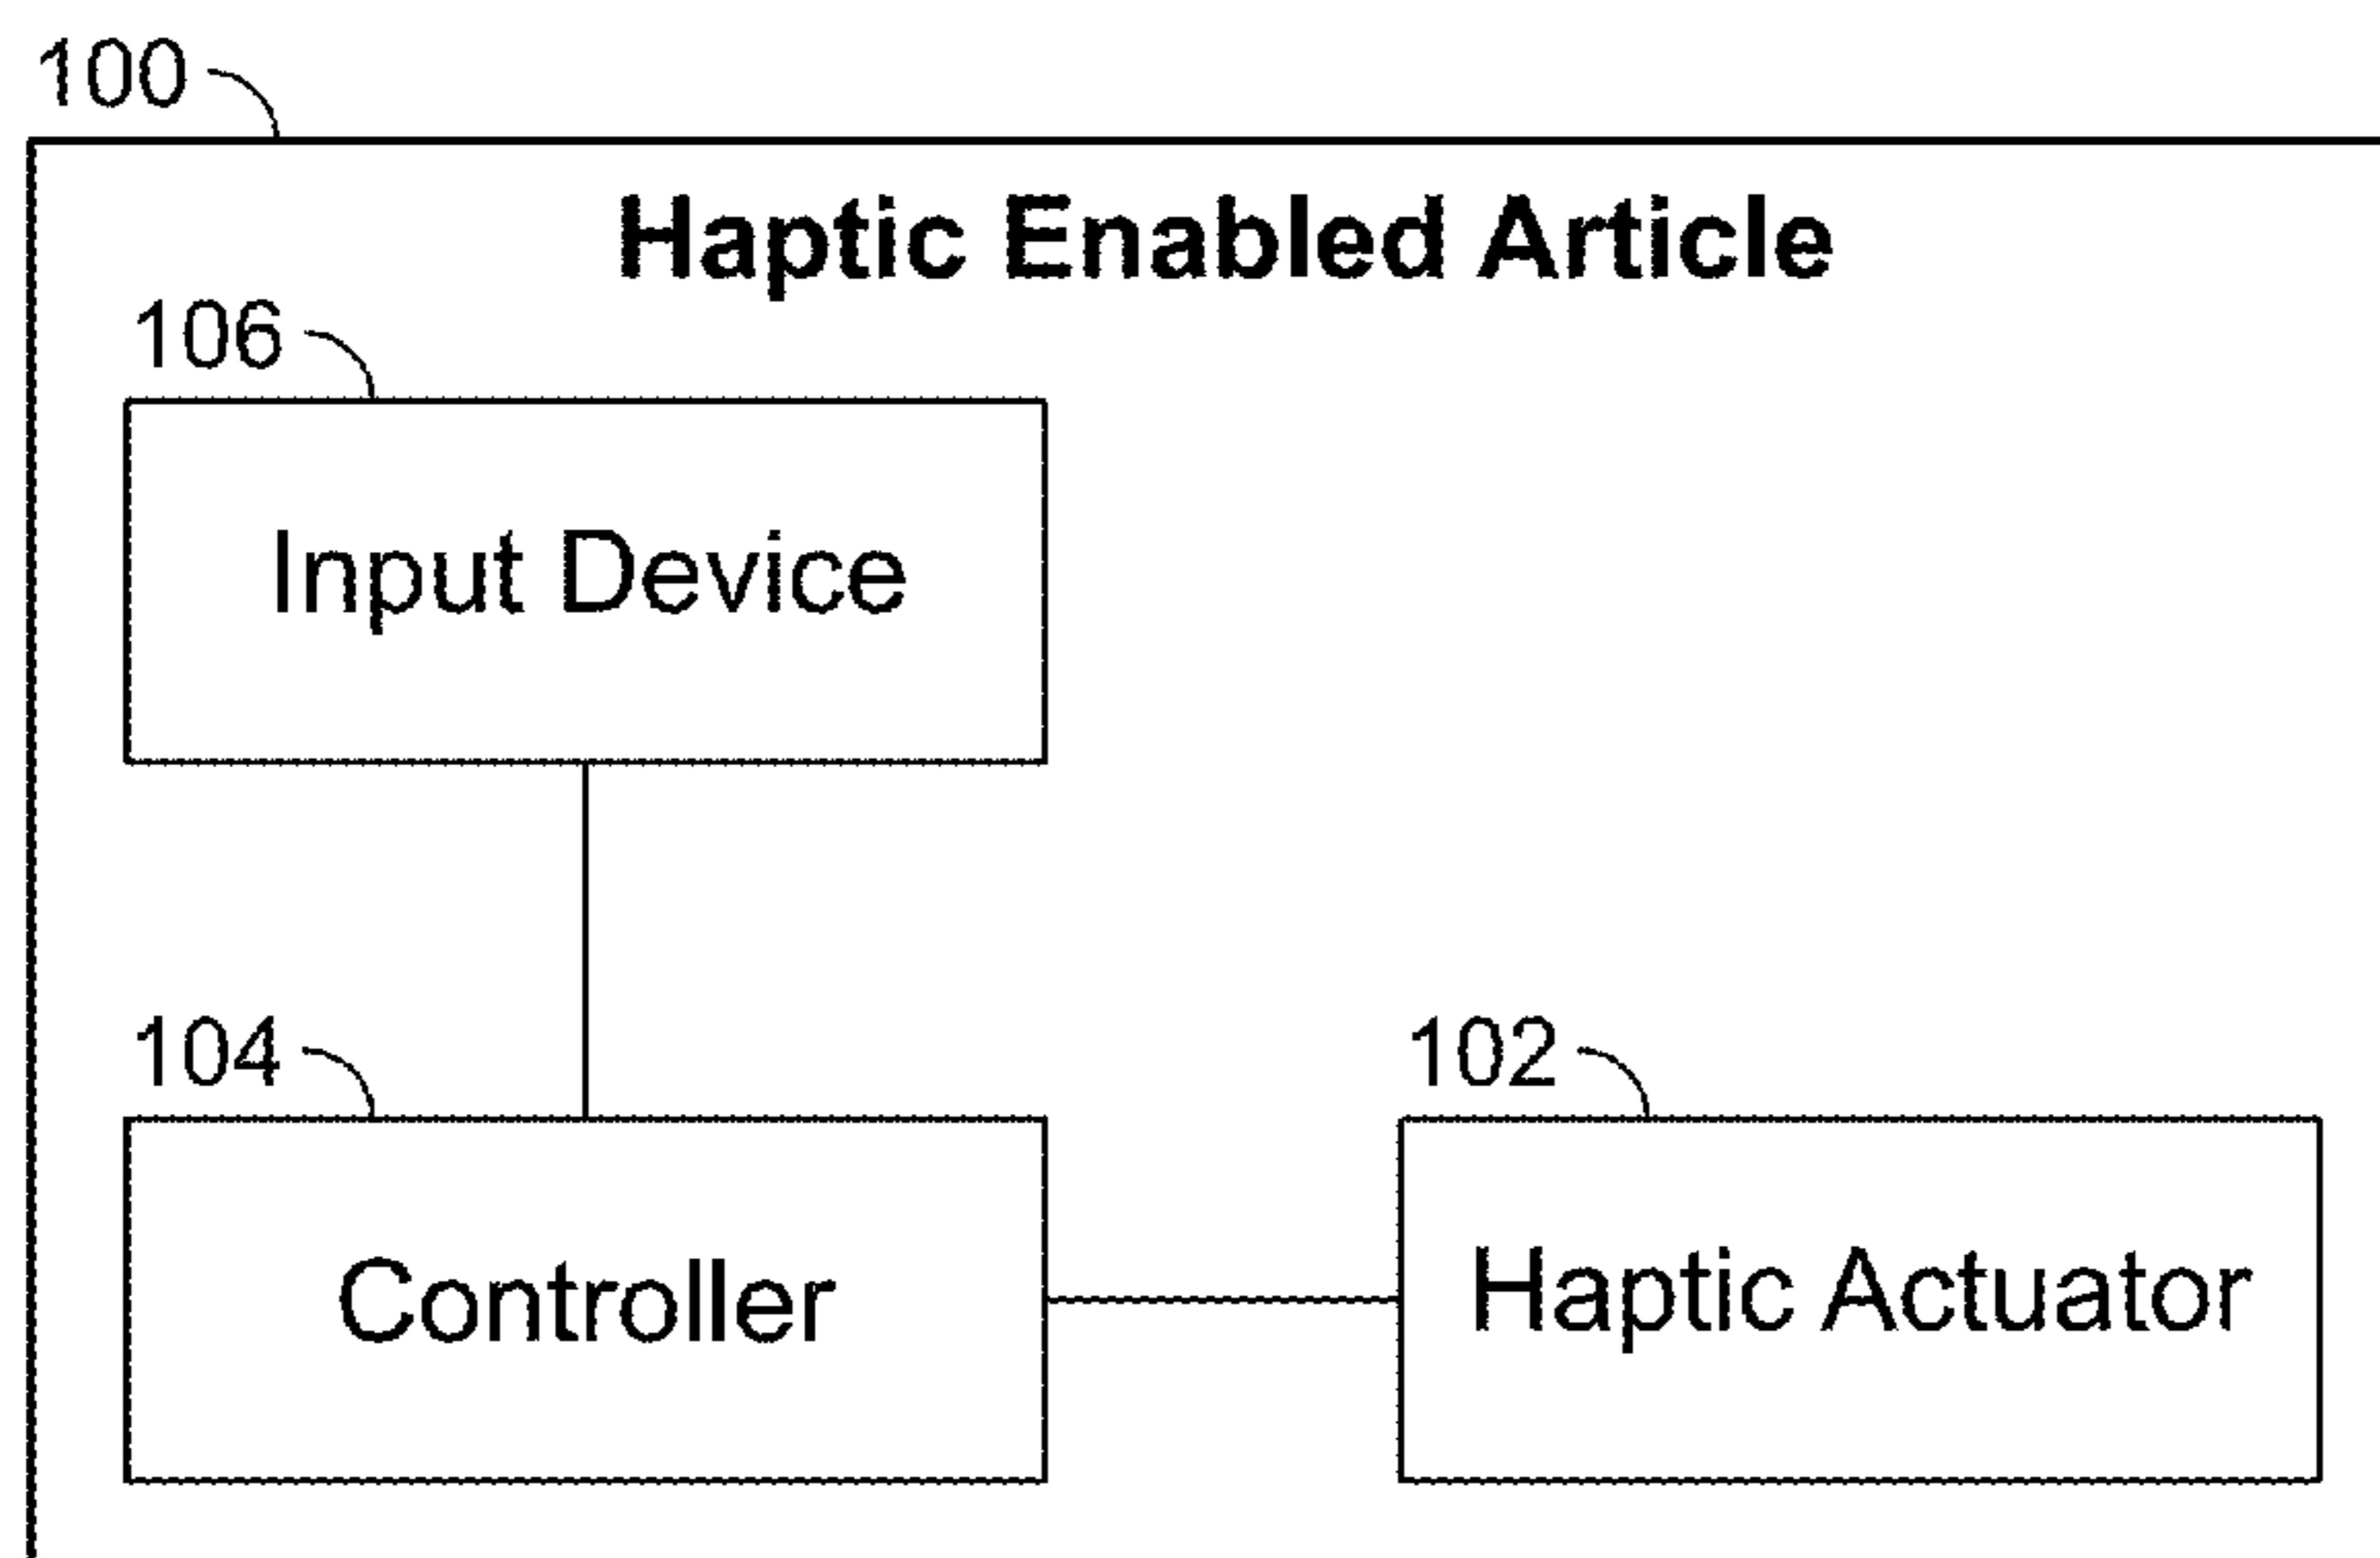 100
Haptic Enabled Article
106
Input Device
104
102
Controller
Haptic Actuator